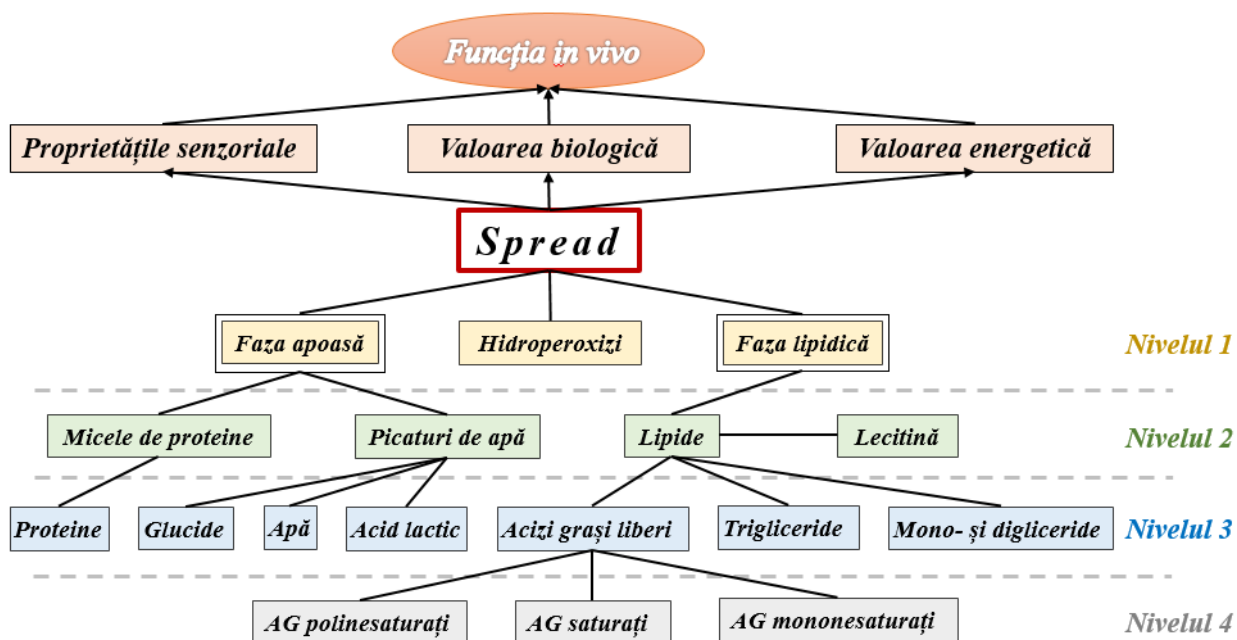 Funcția in vivo
Proprietățile senzoriale
Valoarea biologică
Valoarea energetică
Spread
Faza apoasă
Hidroperoxizi
Faza lipidică
Nivelul 1
Micele de proteine
Picaturi de apă
Lipide
Lecitină
Nivelul 2
Proteine
Glucide
Apă
Acid lactic
Acizi grași liberi
Trigliceride
Mono- și digliceride
Nivelul 3
AG polinesaturați
AG saturați
AG mononesaturați
Nivelul 4